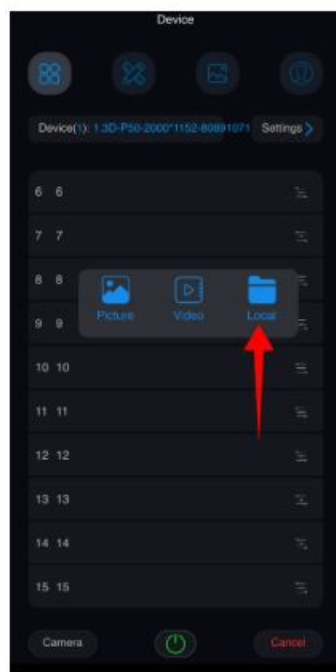 Device
Device(1): 1.3D-P50-2000*1152-80891071 Settings >
6 6
7 7
8 8
Picture Video Local
9 9
10 10
11 11
12 12
13 13
14 14
15 15
Camera Cancel